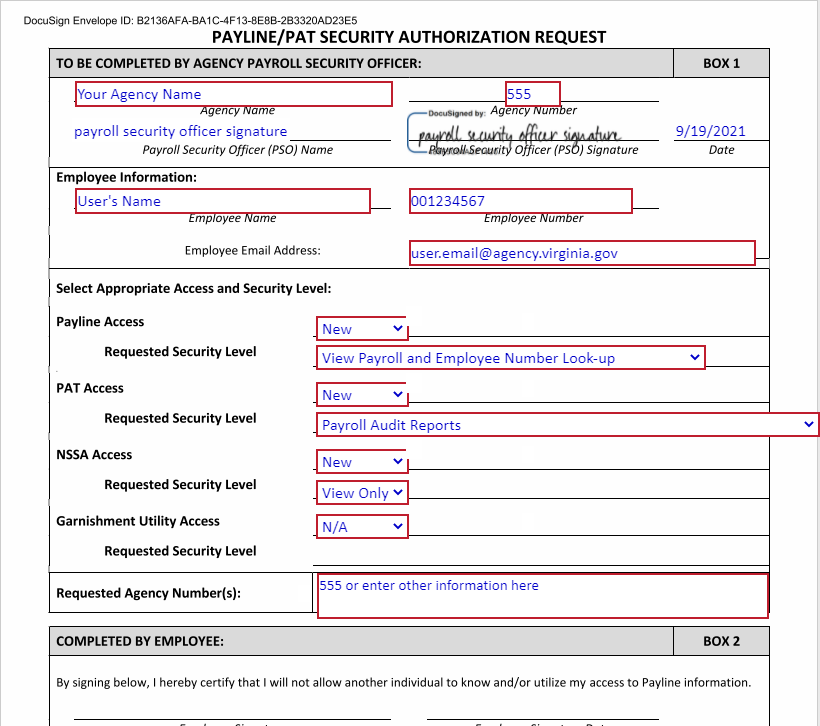 DocuSign Envelope ID: B2136AFA-BA1C-4F13-8E8B-2B3320AD23E5
PAYLINE/PAT SECURITY AUTHORIZATION REQUEST
TO BE COMPLETED BY AGENCY PAYROLL SECURITY OFFICER: BOX 1
Your Agency Name 555
Agency Name Agency Number
DocuSigned by:
payroll security officer signature payroll security officer signature 9/19/2021
Payroll Security Officer (PSO) Name Payroll Security Officer (PSO) Signature Date
Employee Information:
User's Name 001234567
Employee Name Employee Number
Employee Email Address: user.email@agency.virginia.gov
Select Appropriate Access and Security Level:
Payline Access New
Requested Security Level View Payroll and Employee Number Look-up
PAT Access New
Requested Security Level Payroll Audit Reports
NSSA Access New
Requested Security Level View Only
Garnishment Utility Access N/A
Requested Security Level
Requested Agency Number(s): 555 or enter other information here
COMPLETED BY EMPLOYEE: BOX 2
By signing below, I hereby certify that I will not allow another individual to know and/or utilize my access to Payline information.